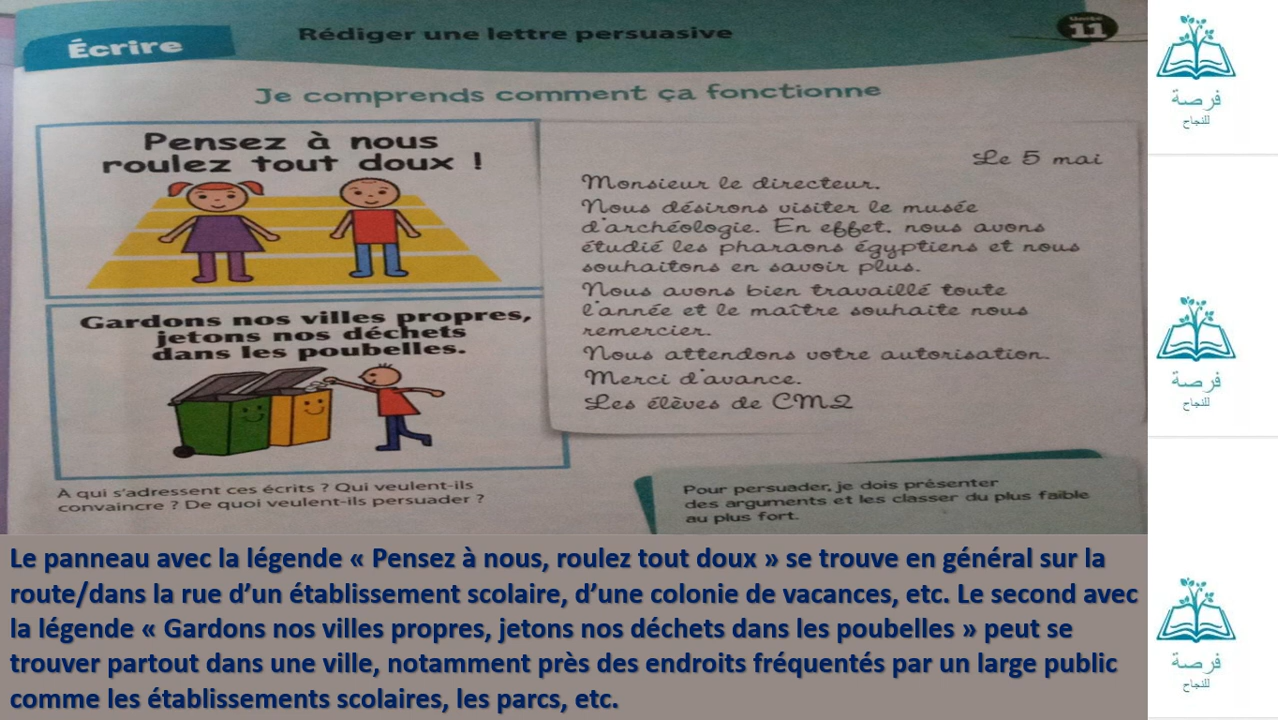 Écrire
Rédiger une lettre persuasive
Unité
11
Je comprends comment ça fonctionne
Pensez à nous
roulez tout doux !
Gardons nos villes propres,
jetons nos déchets
dans les poubelles.
À qui s'adressent ces écrits ? Qui veulent-ils
convaincre ? De quoi veulent-ils persuader ?
Le 5 mai
Monsieur le directeur,
Nous désirons visiter le musée
d'archéologie. En effet, nous avons
étudié les pharaons égyptiens et nous
souhaitons en savoir plus.
Nous avons bien travaillé toute
l'année et le maître souhaite nous
remercier.
Nous attendons votre autorisation.
Merci d'avance.
Les élèves de CM2
Pour persuader, je dois présenter
des arguments et les classer du plus faible
au plus fort.
Le panneau avec la légende « Pensez à nous, roulez tout doux » se trouve en général sur la
route/dans la rue d'un établissement scolaire, d'une colonie de vacances, etc. Le second avec
la légende « Gardons nos villes propres, jetons nos déchets dans les poubelles » peut se
trouver partout dans une ville, notamment près des endroits fréquentés par un large public
comme les établissements scolaires, les parcs, etc.
فرصة
للنجاح
فرصة
للنجاح
فرصة
للنجاح